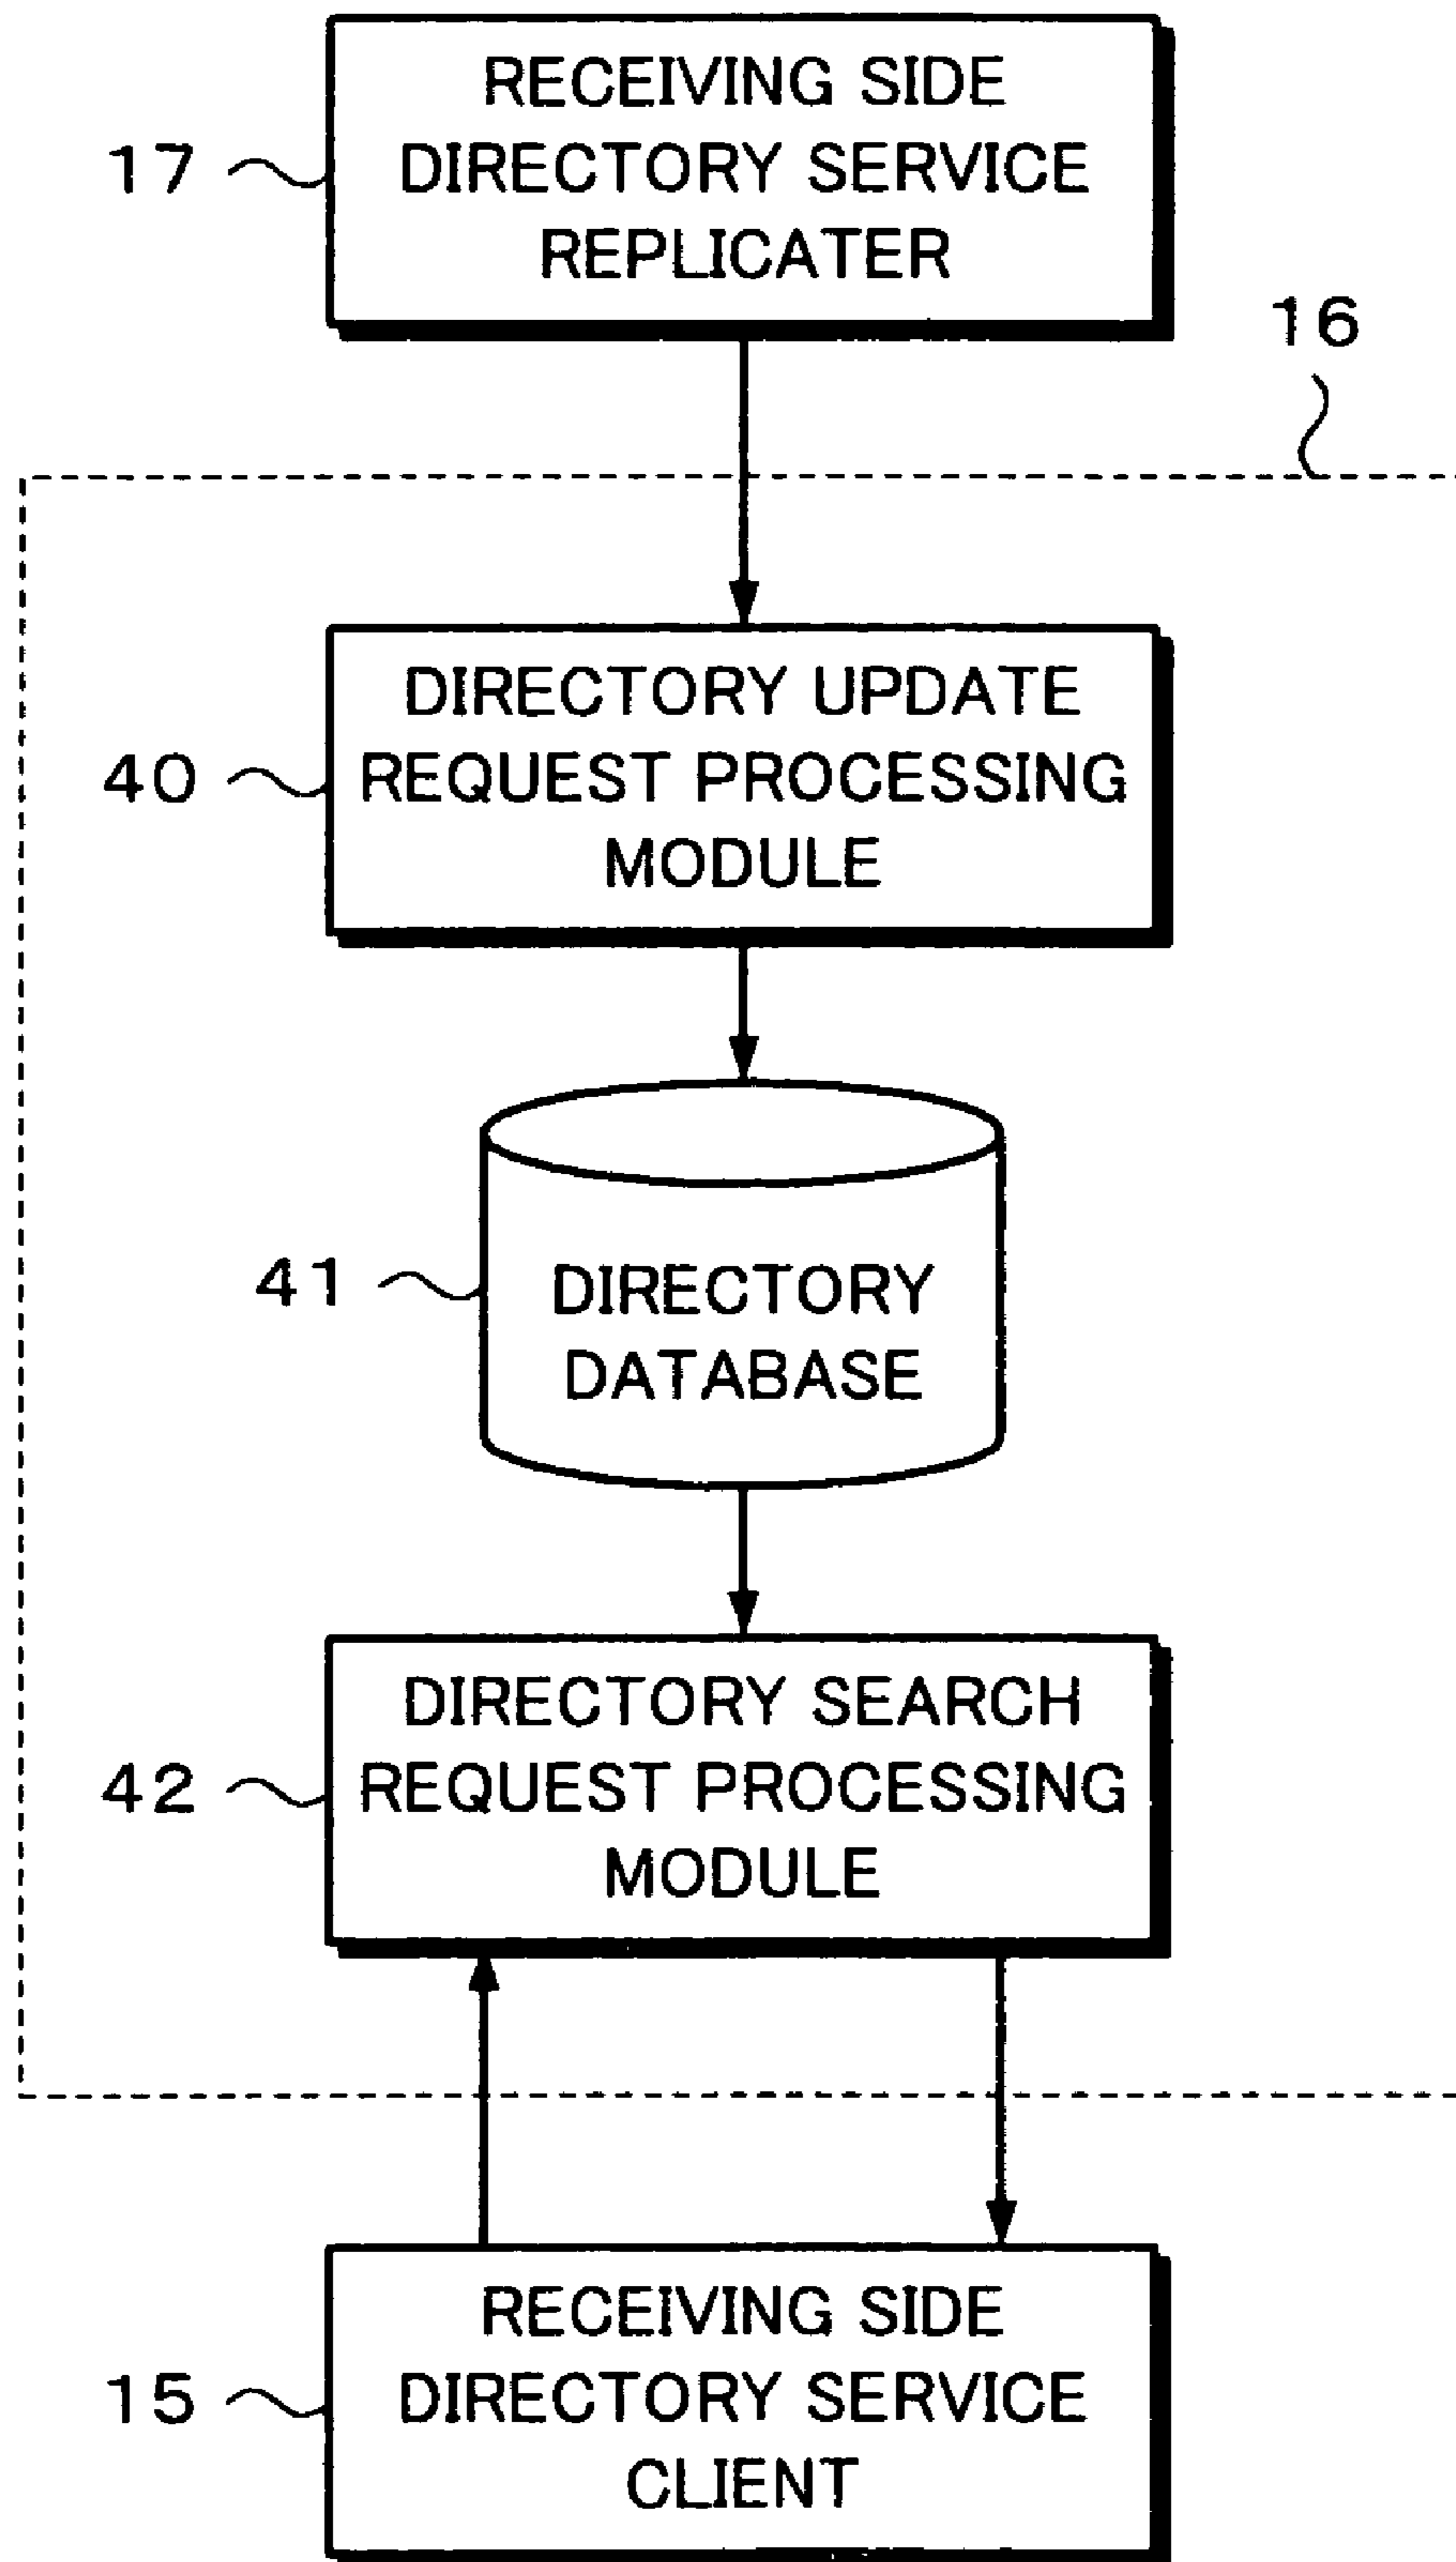 RECEIVING SIDE
17 DIRECTORY SERVICE
REPLICATER
16
DIRECTORY UPDATE
40 REQUEST PROCESSING
MODULE
41 DIRECTORY
DATABASE
DIRECTORY SEARCH
42 REQUEST PROCESSING
MODULE
RECEIVING SIDE
15 DIRECTORY SERVICE
CLIENT